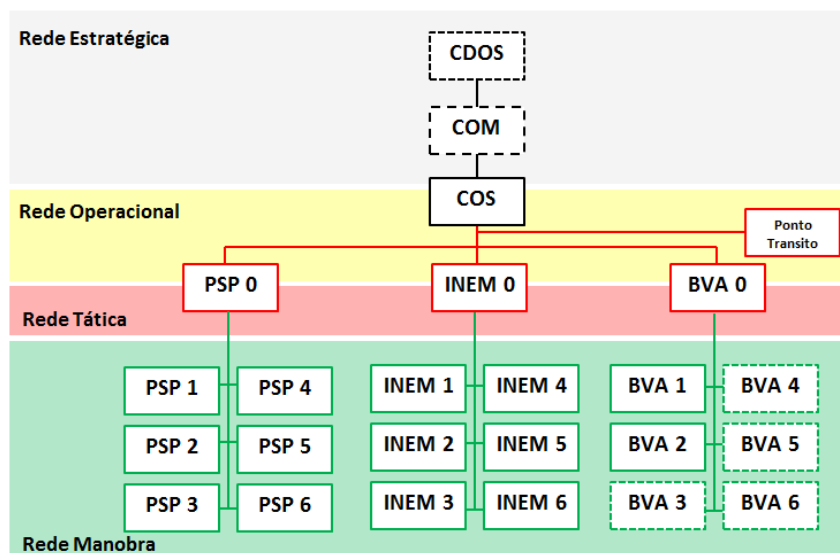 Rede Estratégica
CDOS
COM
COS
Rede Operacional
Ponto
Transito
PSP 0
INEM 0
BVA 0
Rede Tática
PSP 1
PSP 4
INEM 1
INEM 4
BVA 1
BVA 4
PSP 2
PSP 5
INEM 2
INEM 5
BVA 2
BVA 5
PSP 3
PSP 6
INEM 3
INEM 6
BVA 3
BVA 6
Rede Manobra